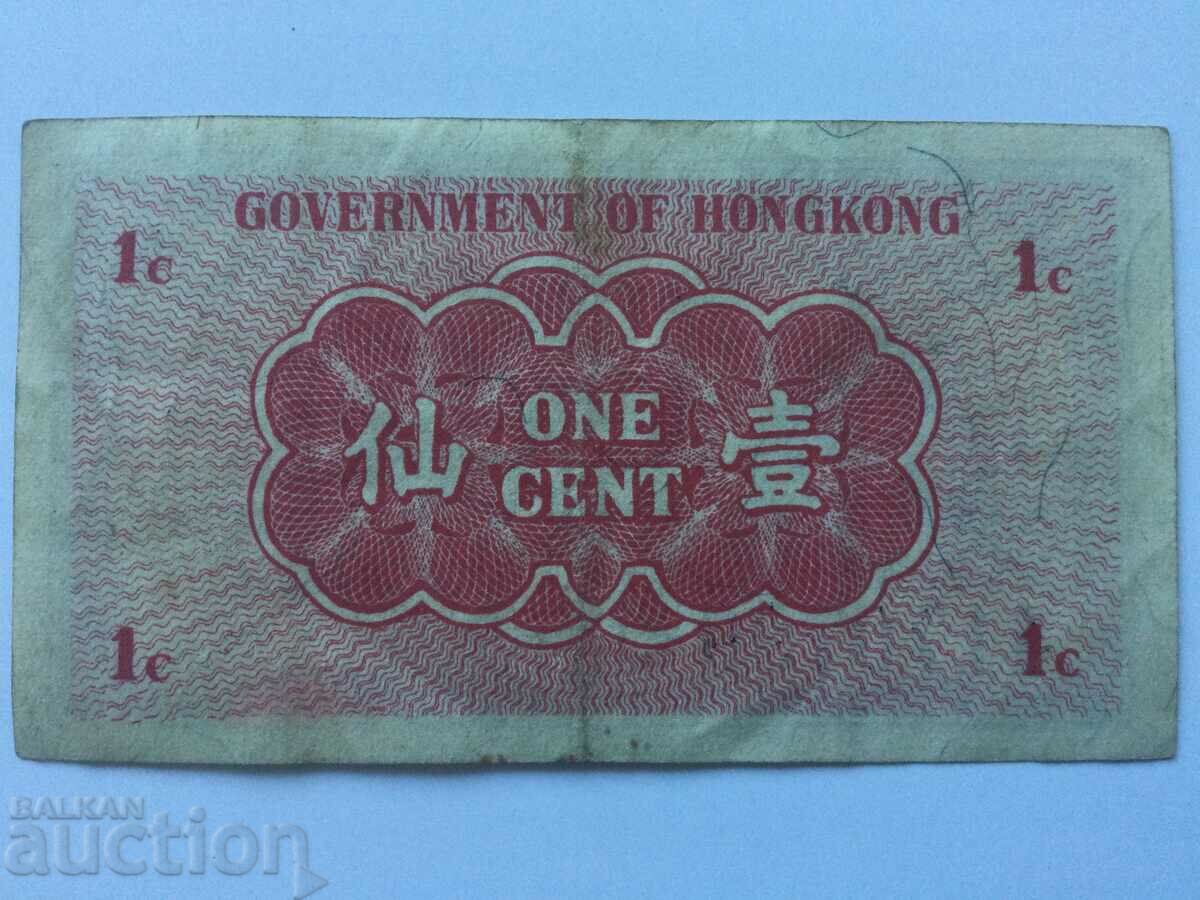 GOVERNMENT OF HONGKONG
1c 1c
ONE
仙 壹
CENT
1c 1c
BALKAN
auction